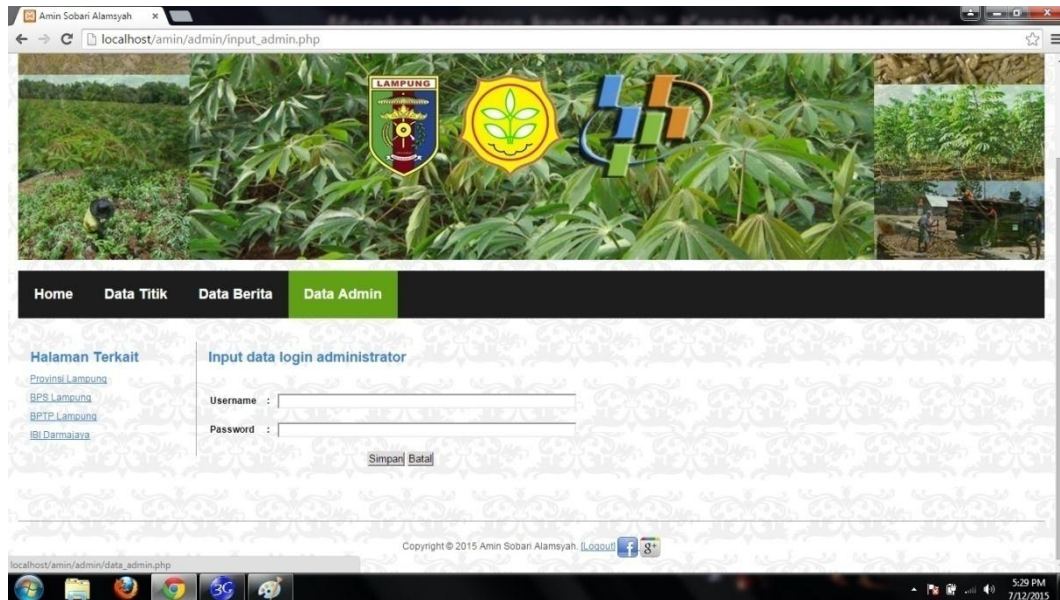 Amin Sobari Alamsyah
localhost/amin/admin/input_admin.php
LAMPUNG
Home Data Titik Data Berita Data Admin
Halaman Terkait
Provinsi Lampung
BPS Lampung
BPTP Lampung
IBI Darmajaya
Input data login administrator
Username :
Password :
Simpan Batal
Copyright © 2015 Amin Sobari Alamsyah. [Logout] f g+
localhost/amin/admin/data_admin.php
3G
5:29 PM
7/12/2015